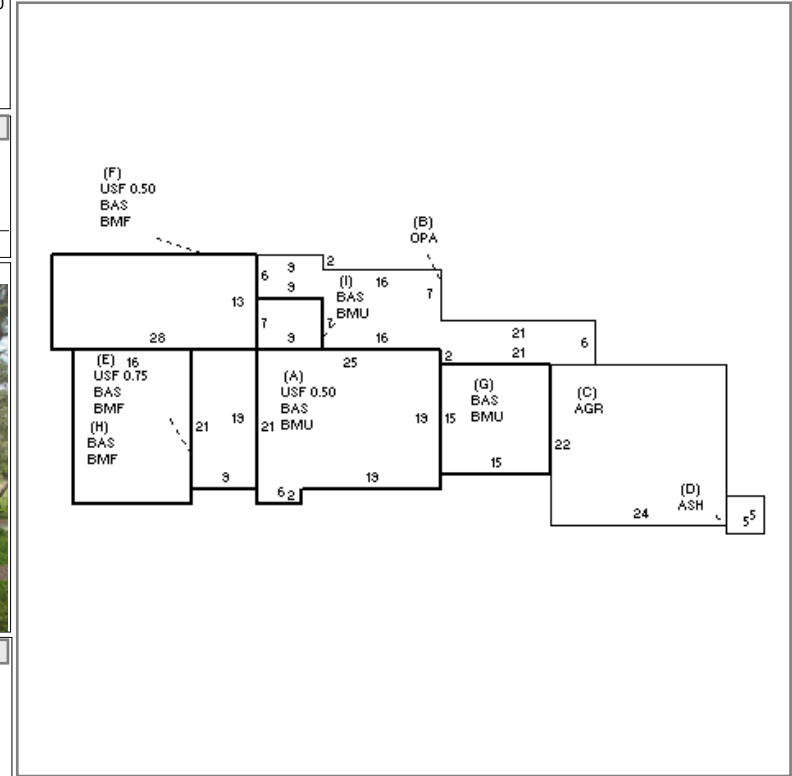 (F)
USF 0.50
BAS
BMF
(B)
OPA
6
9
2
9
(I)
BAS
BMU
16
7
13
7
7
9
16
28
21
21
6
2
25
(E) 16
USF 0.75
BAS
BMF
(H)
BAS
BMF
21
19
9
(A)
USF 0.50
BAS
BMU
21
19
6
2
19
(G)
BAS
BMU
15
15
(C)
AGR
22
(D)
ASH
24
5
5